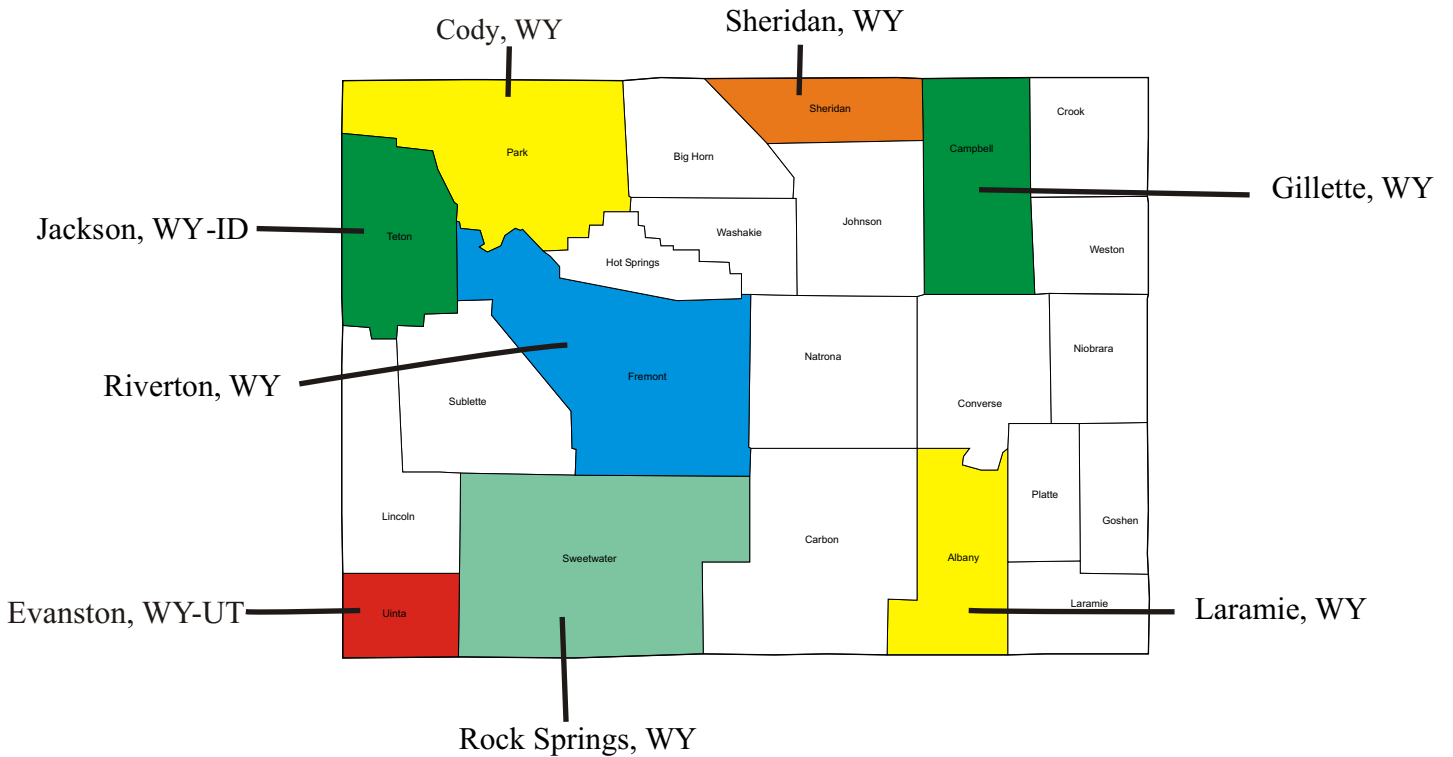 Cody, WY
Sheridan, WY
Sheridan
Crook
Park
Big Horn
Campbell
Gillette, WY
Jackson, WY-ID
Teton
Washakie
Johnson
Weston
Hot Springs
Riverton, WY
Fremont
Natrona
Niobrara
Sublette
Converse
Lincoln
Platte
Goshen
Sweetwater
Carbon
Albany
Evanston, WY-UT
Uinta
Laramie
Laramie, WY
Rock Springs, WY